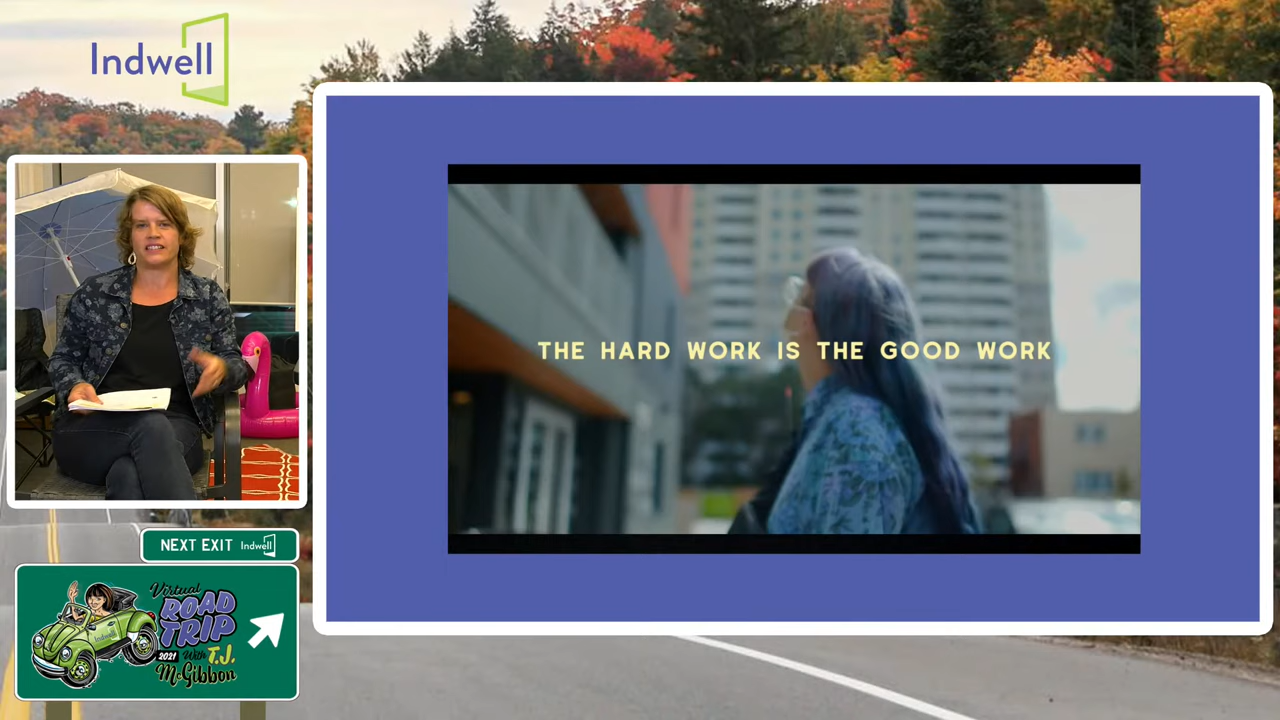 Indwell
THE HARD WORK IS THE GOOD WORK
NEXT EXIT Indwell
Virtual
ROAD
TRIP
2021 With T.J.
McGibbon
Indwell